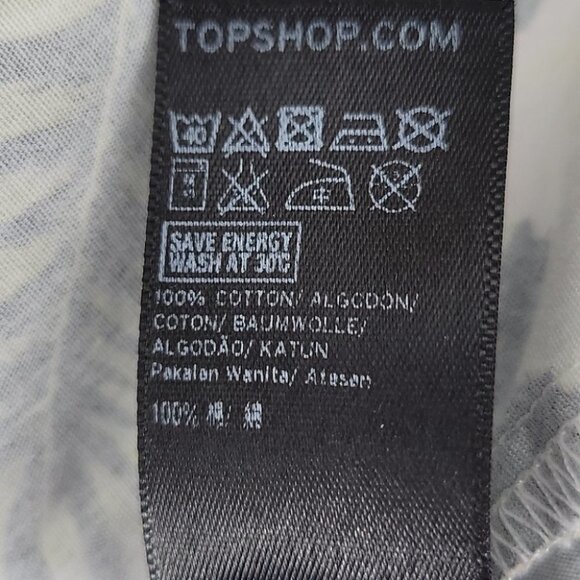 TOPSHOP.COM
40
SAVE ENERGY
WASH AT 30°C
100% COTTON/ ALGODÓN/
COTON/ BAUMWOLLE/
ALGODÃO/ KATUN
Pakaian Wanita/ Atasan
100% 棉/ 綿